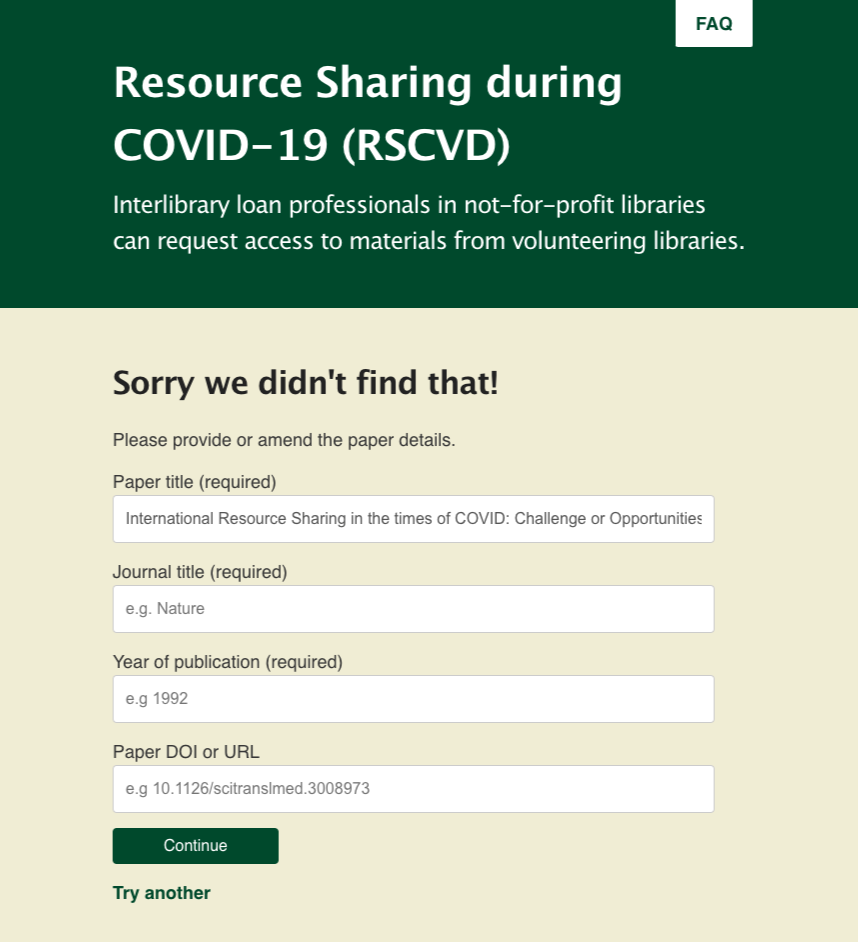 FAQ
Resource Sharing during
COVID-19 (RSCVD)
Interlibrary loan professionals in not-for-profit libraries
can request access to materials from volunteering libraries.
Sorry we didn't find that!
Please provide or amend the paper details.
Paper title (required)
International Resource Sharing in the times of COVID: Challenge or Opportunities
Journal title (required)
e.g. Nature
Year of publication (required)
e.g 1992
Paper DOI or URL
e.g 10.1126/scitranslmed.3008973
Continue
Try another